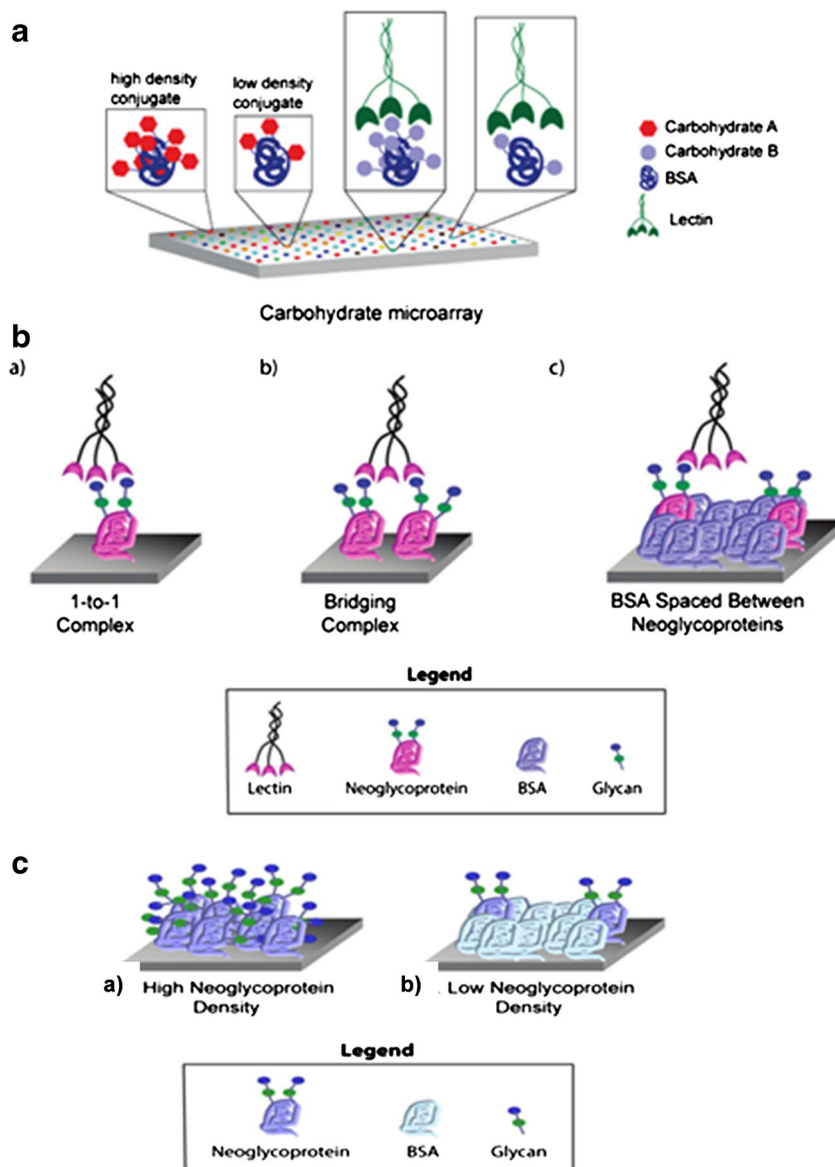 a
high density
conjugate
low density
conjugate
Carbohydrate A
Carbohydrate B
BSA
Lectin
Carbohydrate microarray
b
a)
b)
c)
1-to-1
Complex
Bridging
Complex
BSA Spaced Between
Neoglycoproteins
Legend
Lectin
Neoglycoprotein
BSA
Glycan
c
a)
High Neoglycoprotein
Density
b)
. Low Neoglycoprotein
Density
Legend
Neoglycoprotein
BSA
Glycan